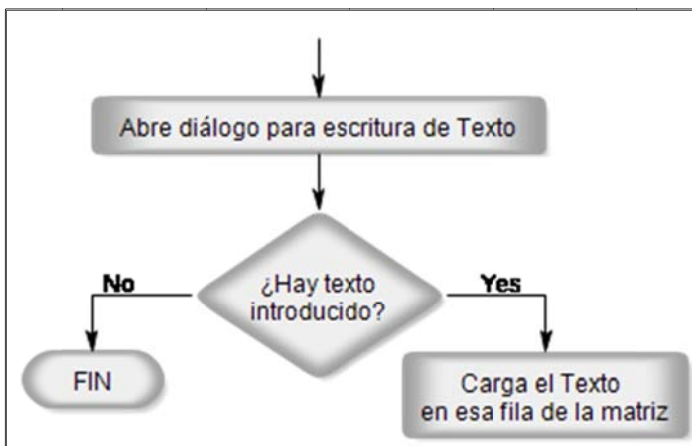 Abre diálogo para escritura de Texto
¿Hay texto
introducido?
No
Yes
FIN
Carga el Texto
en esa fila de la matriz